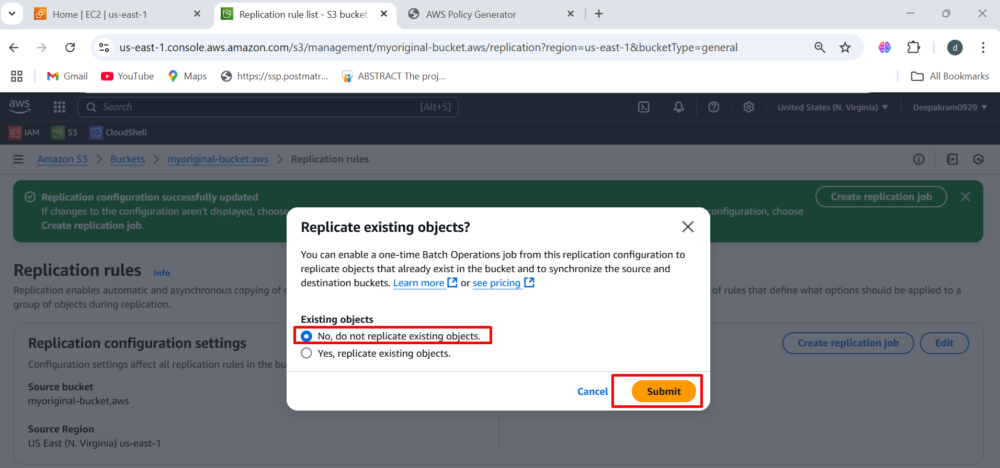 Home | EC2 | us-east-1
Replication rule list - S3 bucket
AWS Policy Generator
us-east-1.console.aws.amazon.com/s3/management/myoriginal-bucket.aws/replication?region=us-east-1&bucketType=general
d
Gmail
YouTube
Maps
https://ssp.postmatr...
ABSTRACT The proj...
All Bookmarks
aws
Search
[Alt+S]
United States (N. Virginia)
Deepakram0929
IAM
S3
CloudShell
Amazon S3
Buckets
myoriginal-bucket.aws
Replication rules
Replication configuration successfully updated
If changes to the configuration aren't displayed, choose
configuration, choose
Create replication job.
Create replication job
Replicate existing objects?
You can enable a one-time Batch Operations job from this replication configuration to
replicate objects that already exist in the bucket and to synchronize the source and
destination buckets. Learn more or see pricing
Existing objects
No, do not replicate existing objects.
Yes, replicate existing objects.
Cancel
Submit
Replication rules Info
Replication enables automatic and asynchronous copying of
of rules that define what options should be applied to a
group of objects during replication.
Replication configuration settings
Create replication job
Edit
Configuration settings affect all replication rules in the bu
Source bucket
myoriginal-bucket.aws
Source Region
US East (N. Virginia) us-east-1